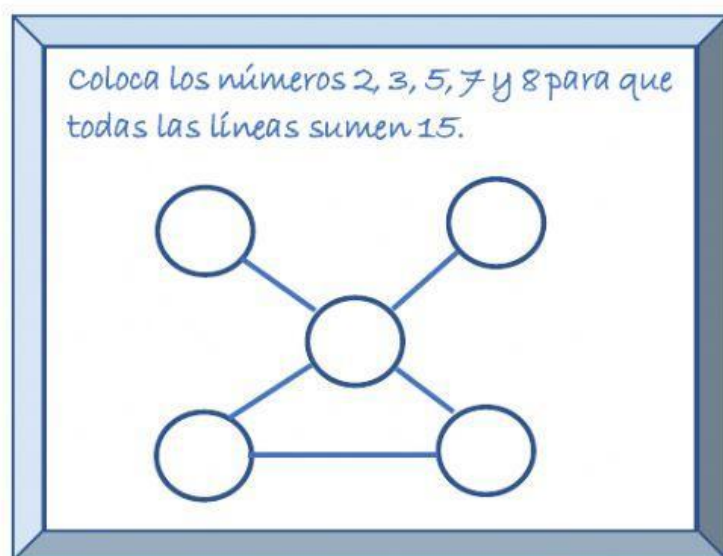 Coloca los números 2, 3, 5, 7 y 8 para que
todas las líneas sumen 15.